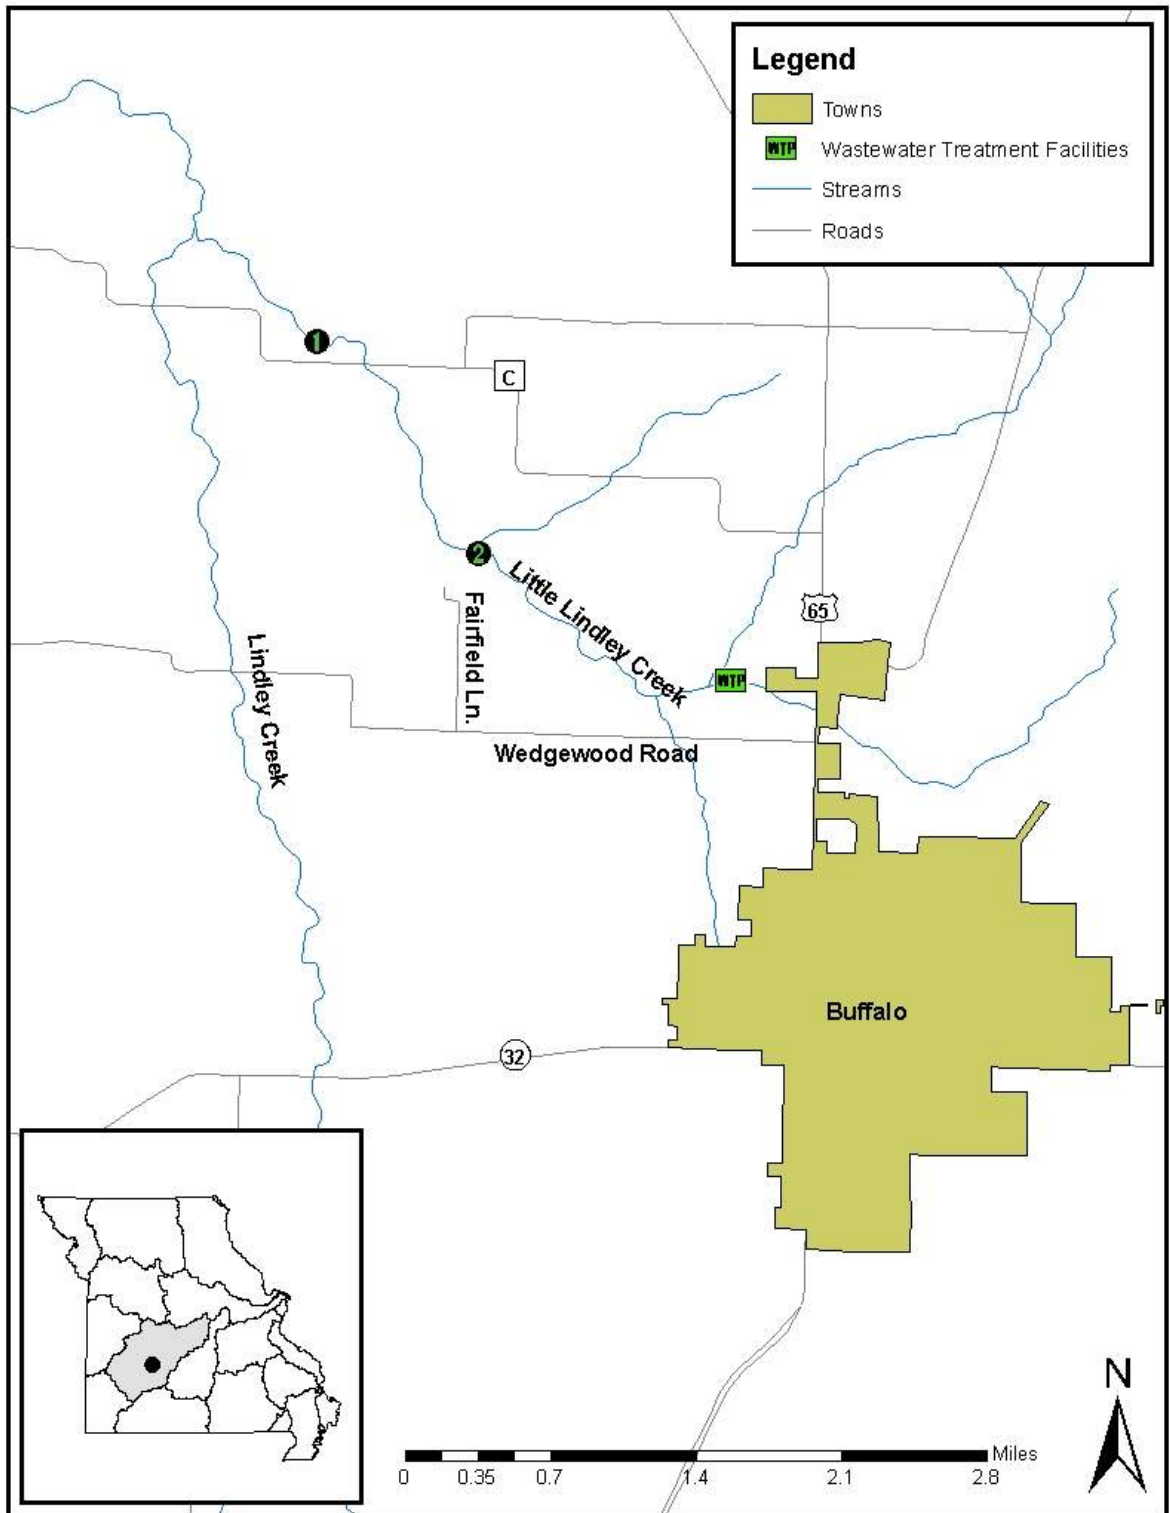 Legend
Towns
WTP Wastewater Treatment Facilities
Streams
Roads
1
C
2
Little Lindley Creek
65
Fairfield Ln.
Lindley Creek
WTP
Wedgewood Road
Buffalo
32
N
Miles
0 0.35 0.7 1.4 2.1 2.8